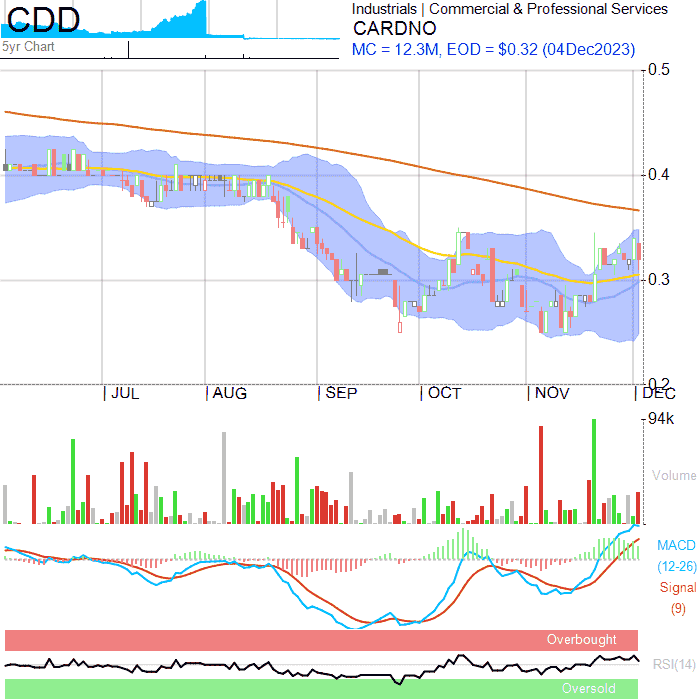 CDD
5yr Chart
Industrials | Commercial & Professional Services
CARDNO
MC = 12.3M, EOD = $0.32 (04Dec2023)
0.5
0.4
0.3
0.2
JUL AUG SEP OCT NOV DEC
94k
Volume
MACD
(12-26)
Signal
(9)
Overbought
RSI(14)
Oversold